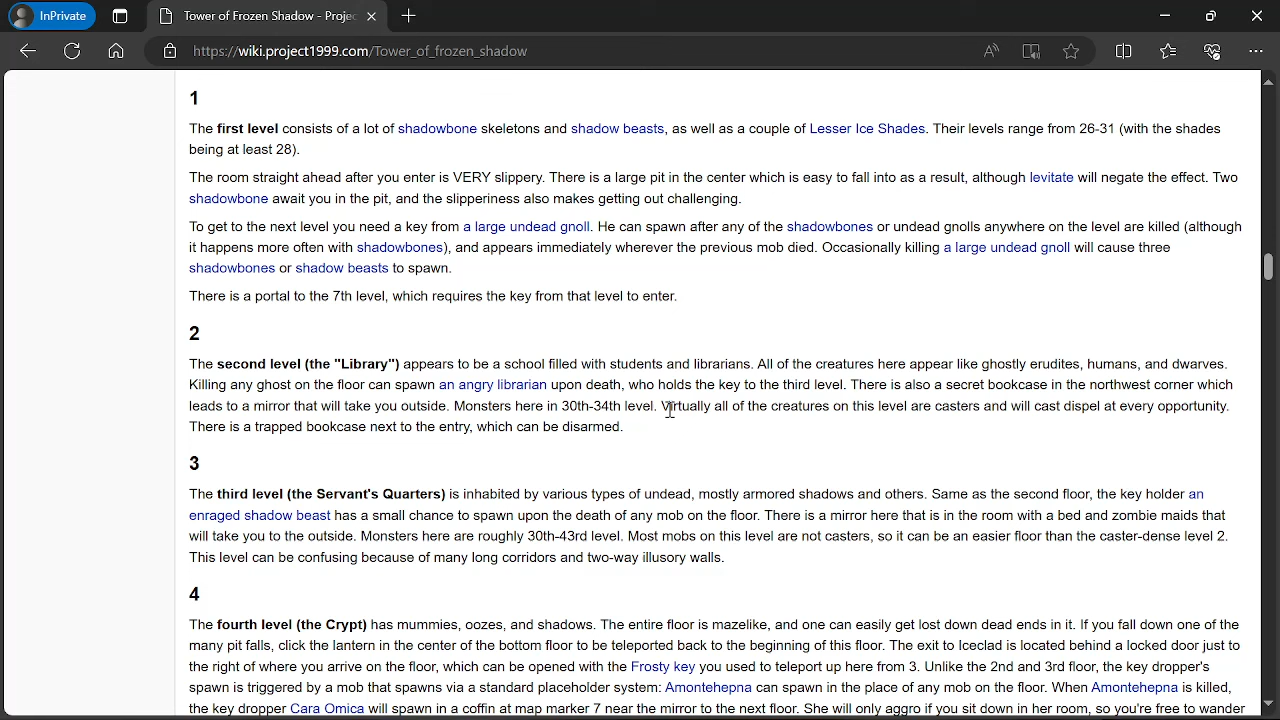 InPrivate
Tower of Frozen Shadow - Projec
https://wiki.project1999.com/Tower_of_frozen_shadow
1
The first level consists of a lot of shadowbone skeletons and shadow beasts, as well as a couple of Lesser Ice Shades. Their levels range from 26-31 (with the shades
being at least 28).
The room straight ahead after you enter is VERY slippery. There is a large pit in the center which is easy to fall into as a result, although levitate will negate the effect. Two
shadowbone await you in the pit, and the slipperiness also makes getting out challenging.
To get to the next level you need a key from a large undead gnoll. He can spawn after any of the shadowbones or undead gnolls anywhere on the level are killed (although
it happens more often with shadowbones), and appears immediately wherever the previous mob died. Occasionally killing a large undead gnoll will cause three
shadowbones or shadow beasts to spawn.
There is a portal to the 7th level, which requires the key from that level to enter.
2
The second level (the "Library") appears to be a school filled with students and librarians. All of the creatures here appear like ghostly erudites, humans, and dwarves.
Killing any ghost on the floor can spawn an angry librarian upon death, who holds the key to the third level. There is also a secret bookcase in the northwest corner which
leads to a mirror that will take you outside. Monsters here in 30th-34th level. Virtually all of the creatures on this level are casters and will cast dispel at every opportunity.
There is a trapped bookcase next to the entry, which can be disarmed.
3
The third level (the Servant's Quarters) is inhabited by various types of undead, mostly armored shadows and others. Same as the second floor, the key holder an
enraged shadow beast has a small chance to spawn upon the death of any mob on the floor. There is a mirror here that is in the room with a bed and zombie maids that
will take you to the outside. Monsters here are roughly 30th-43rd level. Most mobs on this level are not casters, so it can be an easier floor than the caster-dense level 2.
This level can be confusing because of many long corridors and two-way illusory walls.
4
The fourth level (the Crypt) has mummies, oozes, and shadows. The entire floor is mazelike, and one can easily get lost down dead ends in it. If you fall down one of the
many pit falls, click the lantern in the center of the bottom floor to be teleported back to the beginning of this floor. The exit to Iceclad is located behind a locked door just to
the right of where you arrive on the floor, which can be opened with the Frosty key you used to teleport up here from 3. Unlike the 2nd and 3rd floor, the key dropper's
spawn is triggered by a mob that spawns via a standard placeholder system: Amontehepna can spawn in the place of any mob on the floor. When Amontehepna is killed,
the key dropper Cara Omica will spawn in a coffin at map marker 7 near the mirror to the next floor. She will only aggro if you sit down in her room, so you're free to wander